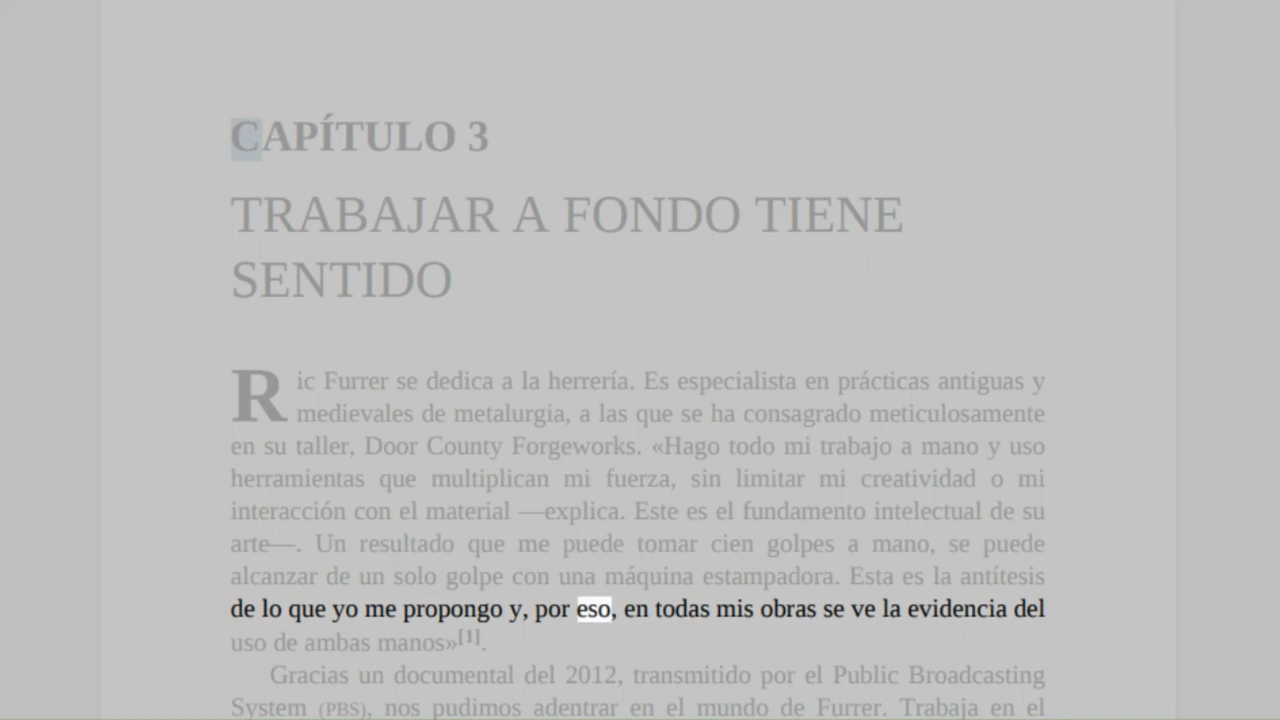 CAPÍTULO 3
TRABAJAR A FONDO TIENE
SENTIDO
Ric Furrer se dedica a la herrería. Es especialista en prácticas antiguas y
medievales de metalurgia, a las que se ha consagrado meticulosamente
en su taller, Door County Forgeworks. «Hago todo mi trabajo a mano y uso
herramientas que multiplican mi fuerza, sin limitar mi creatividad o mi
interacción con el material —explica. Este es el fundamento intelectual de su
arte—. Un resultado que me puede tomar cien golpes a mano, se puede
alcanzar de un solo golpe con una máquina estampadora. Esta es la antítesis
de lo que yo me propongo y, por eso, en todas mis obras se ve la evidencia del
uso de ambas manos»[1].
Gracias un documental del 2012, transmitido por el Public Broadcasting
System (PBS), nos pudimos adentrar en el mundo de Furrer. Trabaja en el